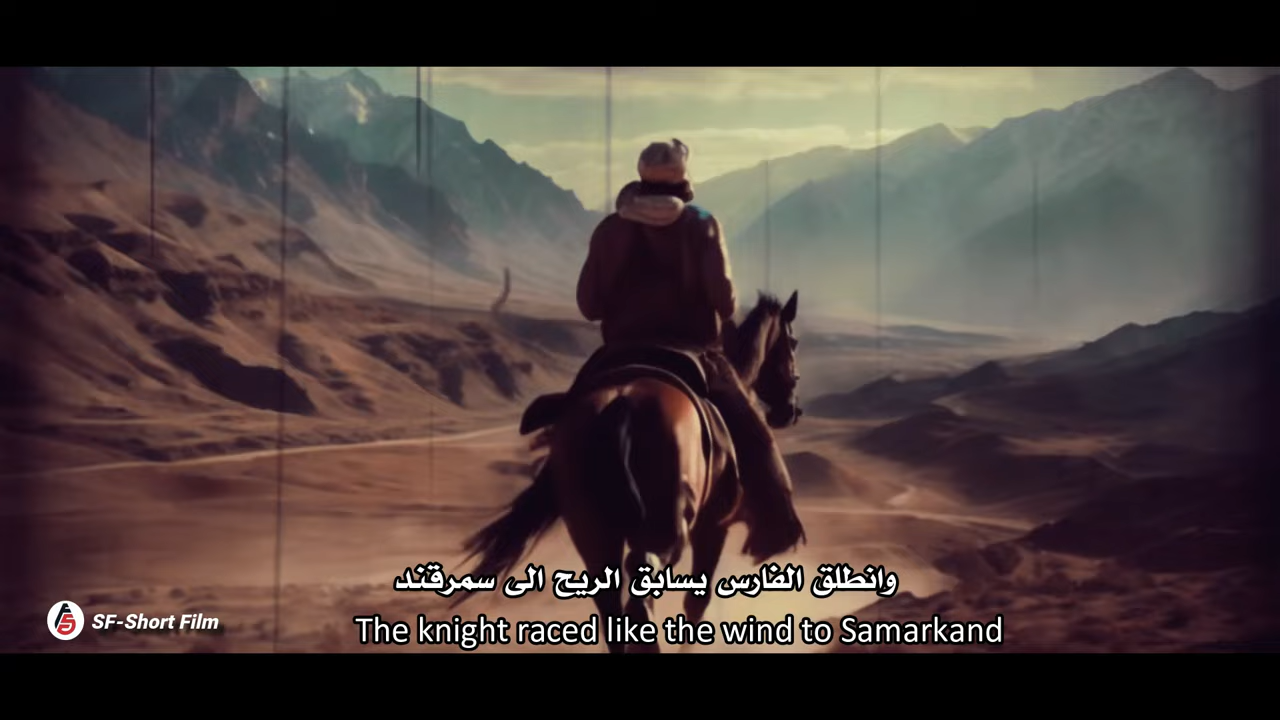 وانطلق الفارس يسابق الريح الى سمرقند
The knight raced like the wind to Samarkand
SF-Short Film